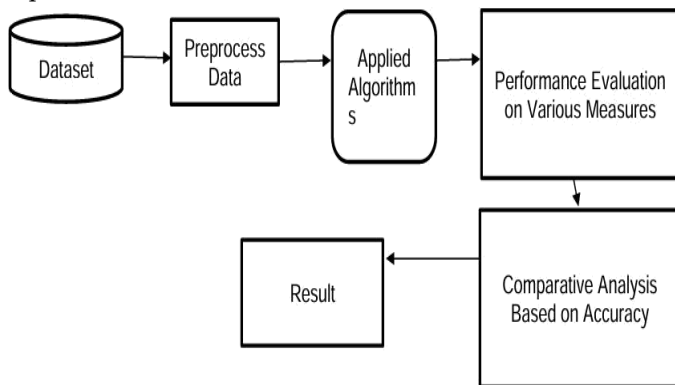 Dataset
Preprocess
Data
Applied
Algorithm
s
Performance Evaluation
on Various Measures
Comparative Analysis
Based on Accuracy
Result